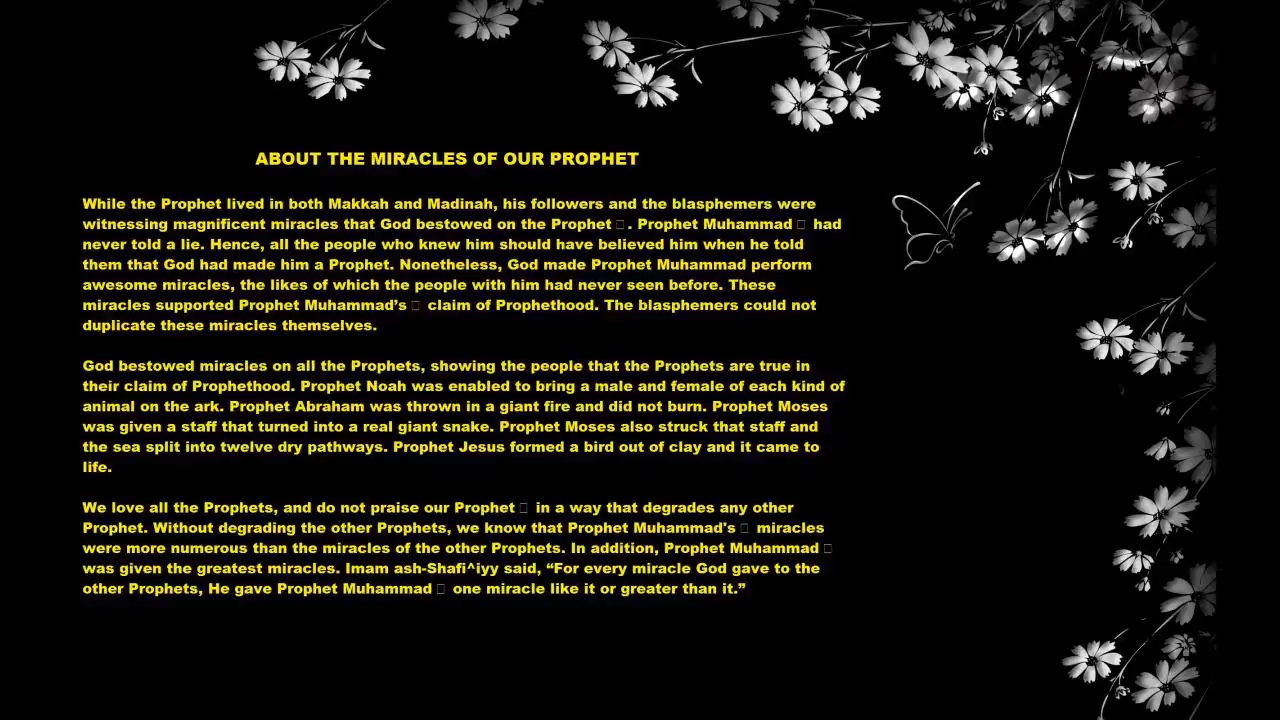 ABOUT THE MIRACLES OF OUR PROPHET
While the Prophet lived in both Makkah and Madinah, his followers and the blasphemers were
witnessing magnificent miracles that God bestowed on the Prophet □. Prophet Muhammad □ had
never told a lie. Hence, all the people who knew him should have believed him when he told
them that God had made him a Prophet. Nonetheless, God made Prophet Muhammad perform
awesome miracles, the likes of which the people with him had never seen before. These
miracles supported Prophet Muhammad’s □ claim of Prophethood. The blasphemers could not
duplicate these miracles themselves.
God bestowed miracles on all the Prophets, showing the people that the Prophets are true in
their claim of Prophethood. Prophet Noah was enabled to bring a male and female of each kind of
animal on the ark. Prophet Abraham was thrown in a giant fire and did not burn. Prophet Moses
was given a staff that turned into a real giant snake. Prophet Moses also struck that staff and
the sea split into twelve dry pathways. Prophet Jesus formed a bird out of clay and it came to
life.
We love all the Prophets, and do not praise our Prophet □ in a way that degrades any other
Prophet. Without degrading the other Prophets, we know that Prophet Muhammad's □ miracles
were more numerous than the miracles of the other Prophets. In addition, Prophet Muhammad □
was given the greatest miracles. Imam ash-Shafi^iyy said, “For every miracle God gave to the
other Prophets, He gave Prophet Muhammad □ one miracle like it or greater than it.”